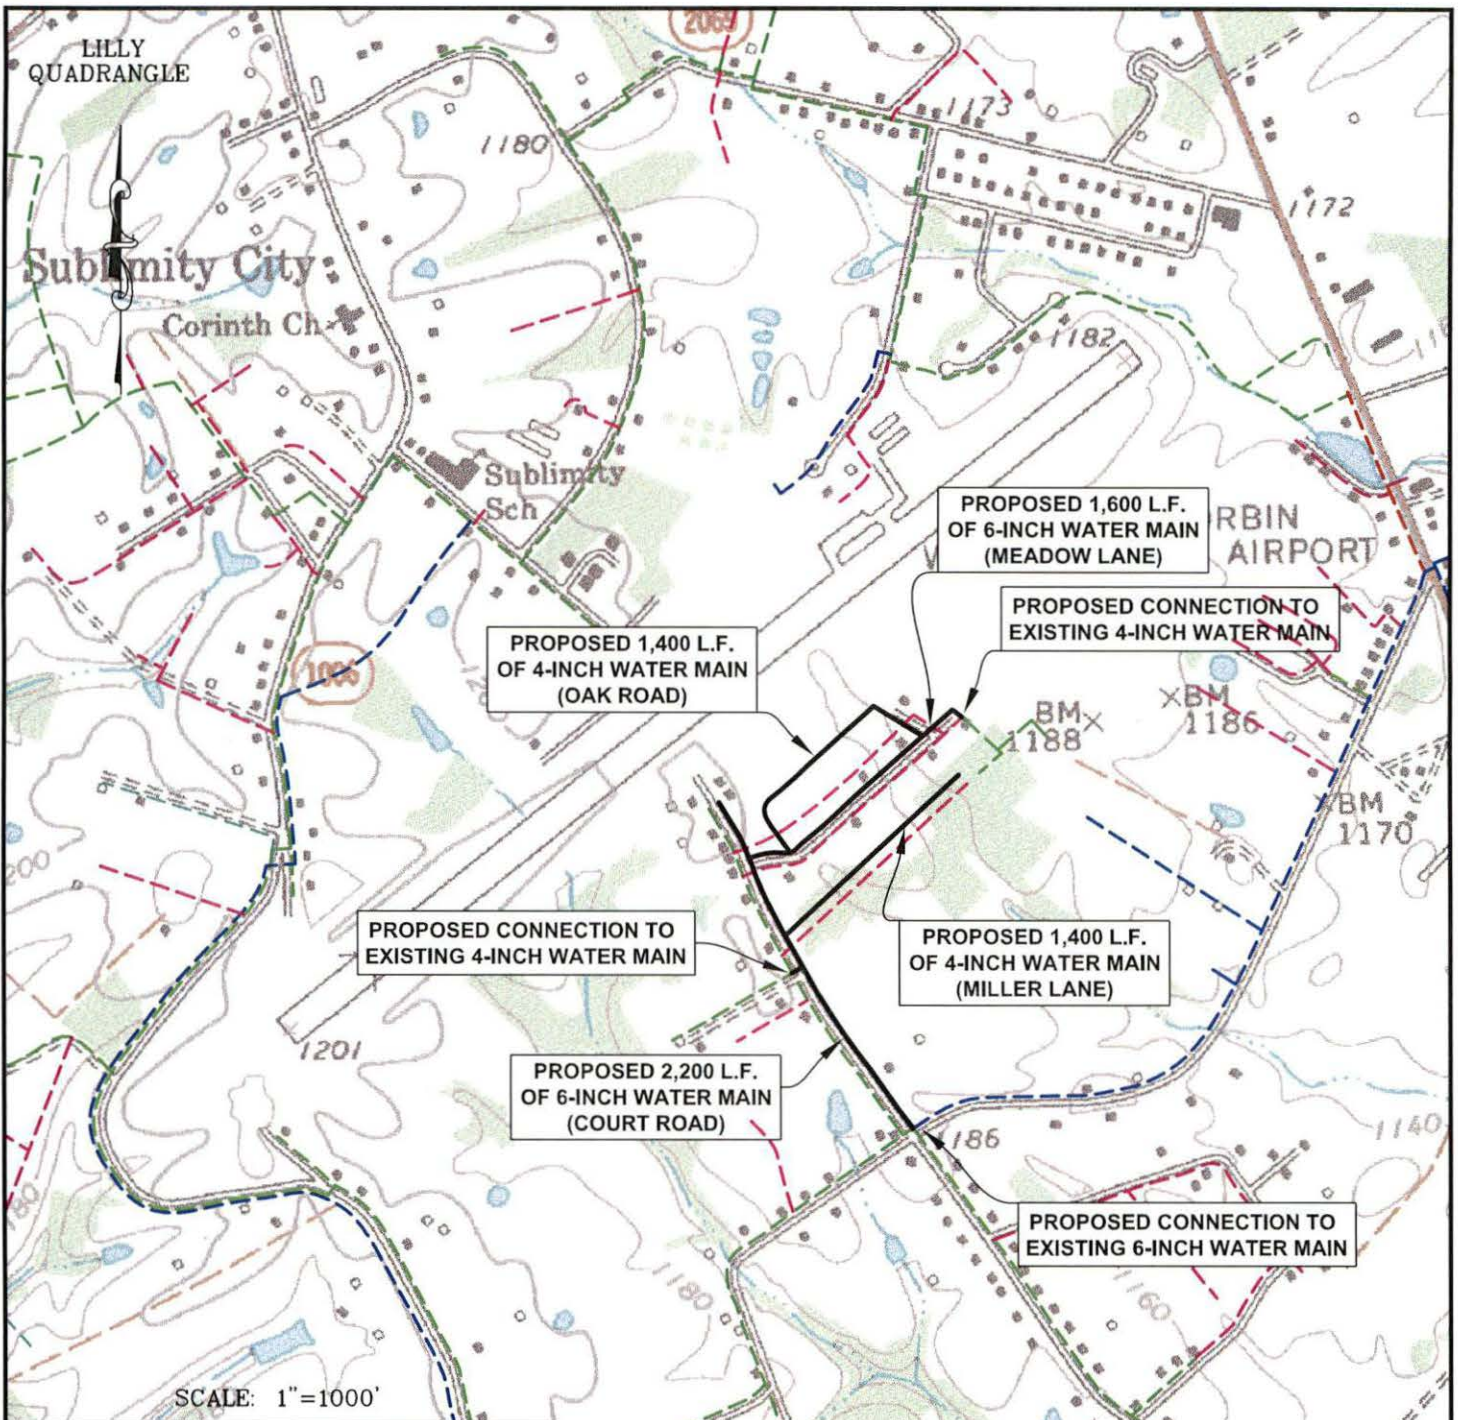 LILLY
QUADRANGLE
2069
1180
1173
1172
Sublimity City
Corinth Ch
1182
Sublimity
Sch
PROPOSED 1,600 L.F.
OF 6-INCH WATER MAIN
(MEADOW LANE)
RBIN
AIRPORT
PROPOSED CONNECTION TO
EXISTING 4-INCH WATER MAIN
PROPOSED 1,400 L.F.
OF 4-INCH WATER MAIN
(OAK ROAD)
1006
BM
1188
BM
1186
BM
1170
PROPOSED CONNECTION TO
EXISTING 4-INCH WATER MAIN
PROPOSED 1,400 L.F.
OF 4-INCH WATER MAIN
(MILLER LANE)
1201
PROPOSED 2,200 L.F.
OF 6-INCH WATER MAIN
(COURT ROAD)
186
1140
PROPOSED CONNECTION TO
EXISTING 6-INCH WATER MAIN
1180
1160
SCALE: 1"=1000'